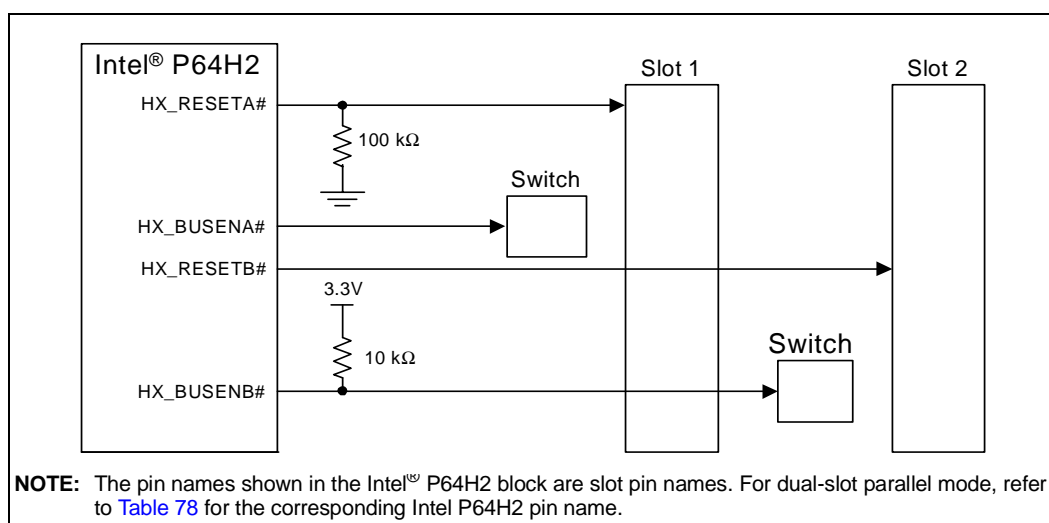 Intel® P64H2
Slot 1
Slot 2
HX_RESETA#
100 kΩ
Switch
HX_BUSENA#
HX_RESETB#
3.3V
10 kΩ
Switch
HX_BUSENB#
NOTE: The pin names shown in the Intel® P64H2 block are slot pin names. For dual-slot parallel mode, refer
to Table 78 for the corresponding Intel P64H2 pin name.